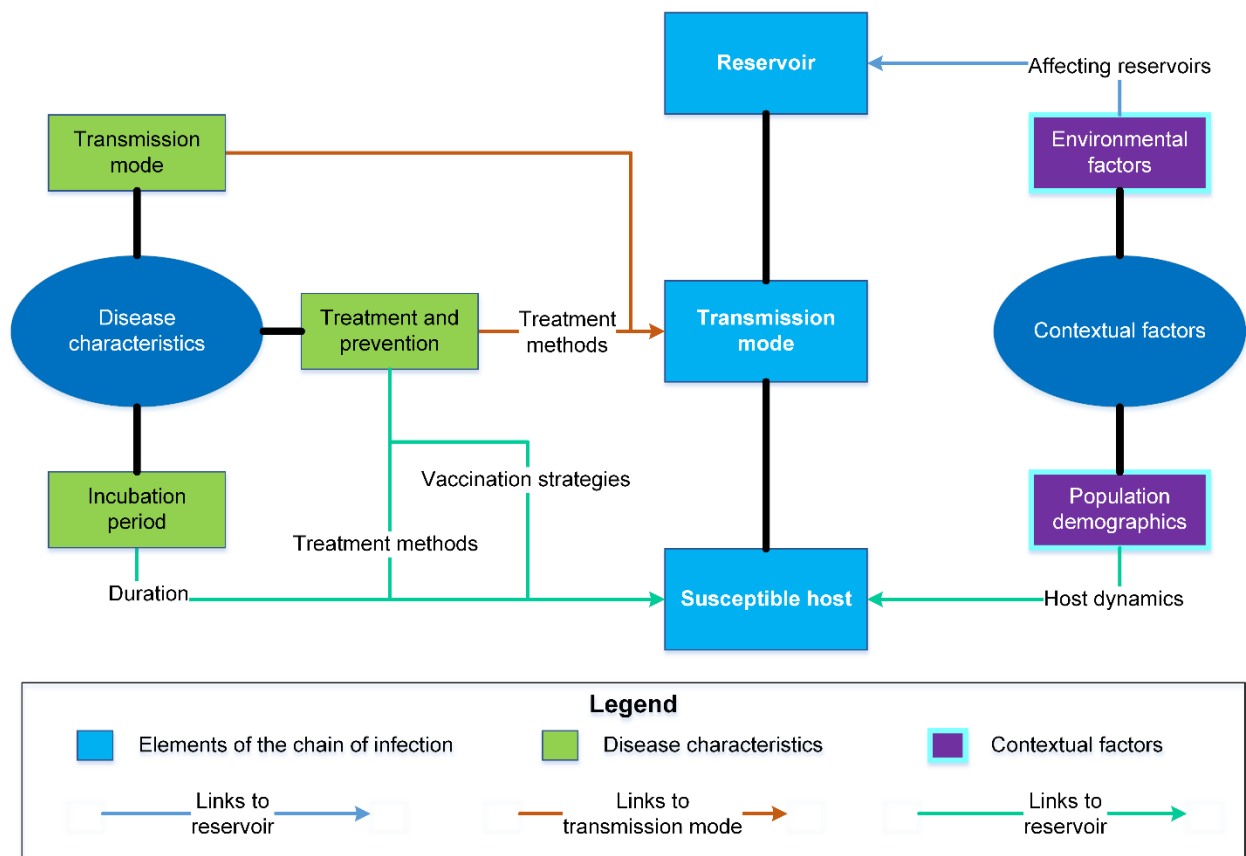 Reservoir
Affecting reservoirs
Transmission
mode
Environmental
factors
Disease
characteristics
Treatment and
prevention
Treatment
methods
Transmission
mode
Contextual factors
Vaccination strategies
Incubation
period
Population
demographics
Treatment methods
Duration
Susceptible host
Host dynamics
Legend
Elements of the chain of infection
Disease characteristics
Contextual factors
Links to
reservoir
Links to
transmission mode
Links to
reservoir